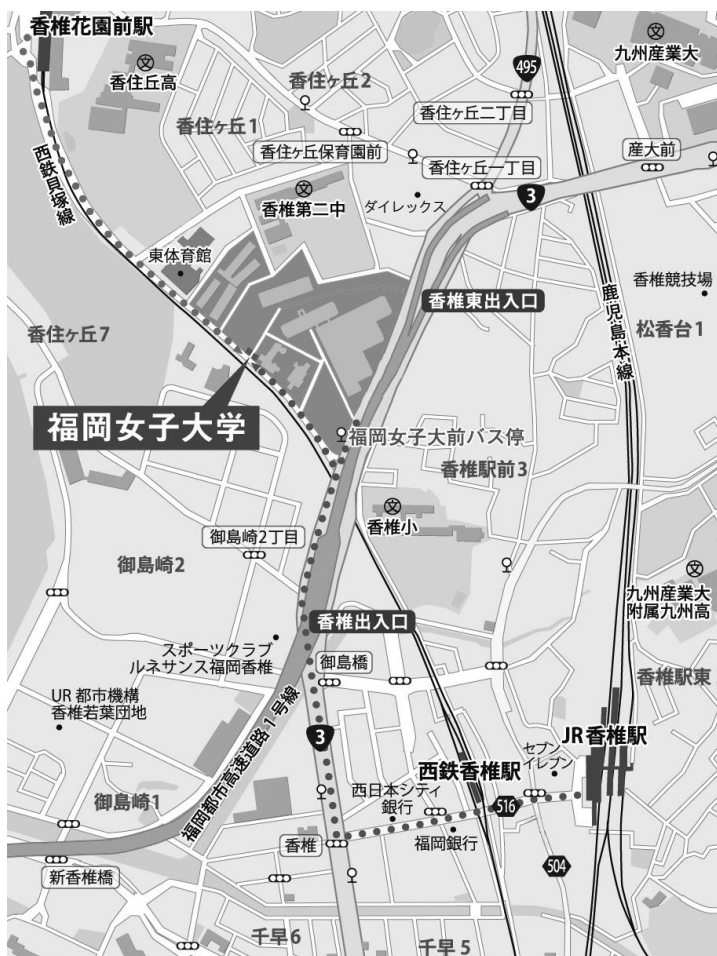 香椎花園前駅
香住丘高
香住ヶ丘2
495
九州産業大
香住ヶ丘1
香住ヶ丘二丁目
香住ヶ丘保育園前
香住ヶ丘一丁目
産大前
西鉄貝塚線
香椎第二中
ダイレックス
3
東体育館
香椎競技場
香椎東出入口
鹿児島本線
松香台1
香住ヶ丘7
福岡女子大学
福岡女子大前バス停
香椎駅前3
香椎小
御島崎2丁目
御島崎2
九州産業大
附属九州高
香椎出入口
スポーツクラブ
ルネサンス福岡香椎
御島橋
香椎駅東
UR都市機構
香椎若葉団地
福岡都市高速道路1号線
3
JR香椎駅
西鉄香椎駅
セブン
イレブン
西日本シティ
銀行
516
御島崎1
香椎
福岡銀行
504
新香椎橋
千早6
千早5